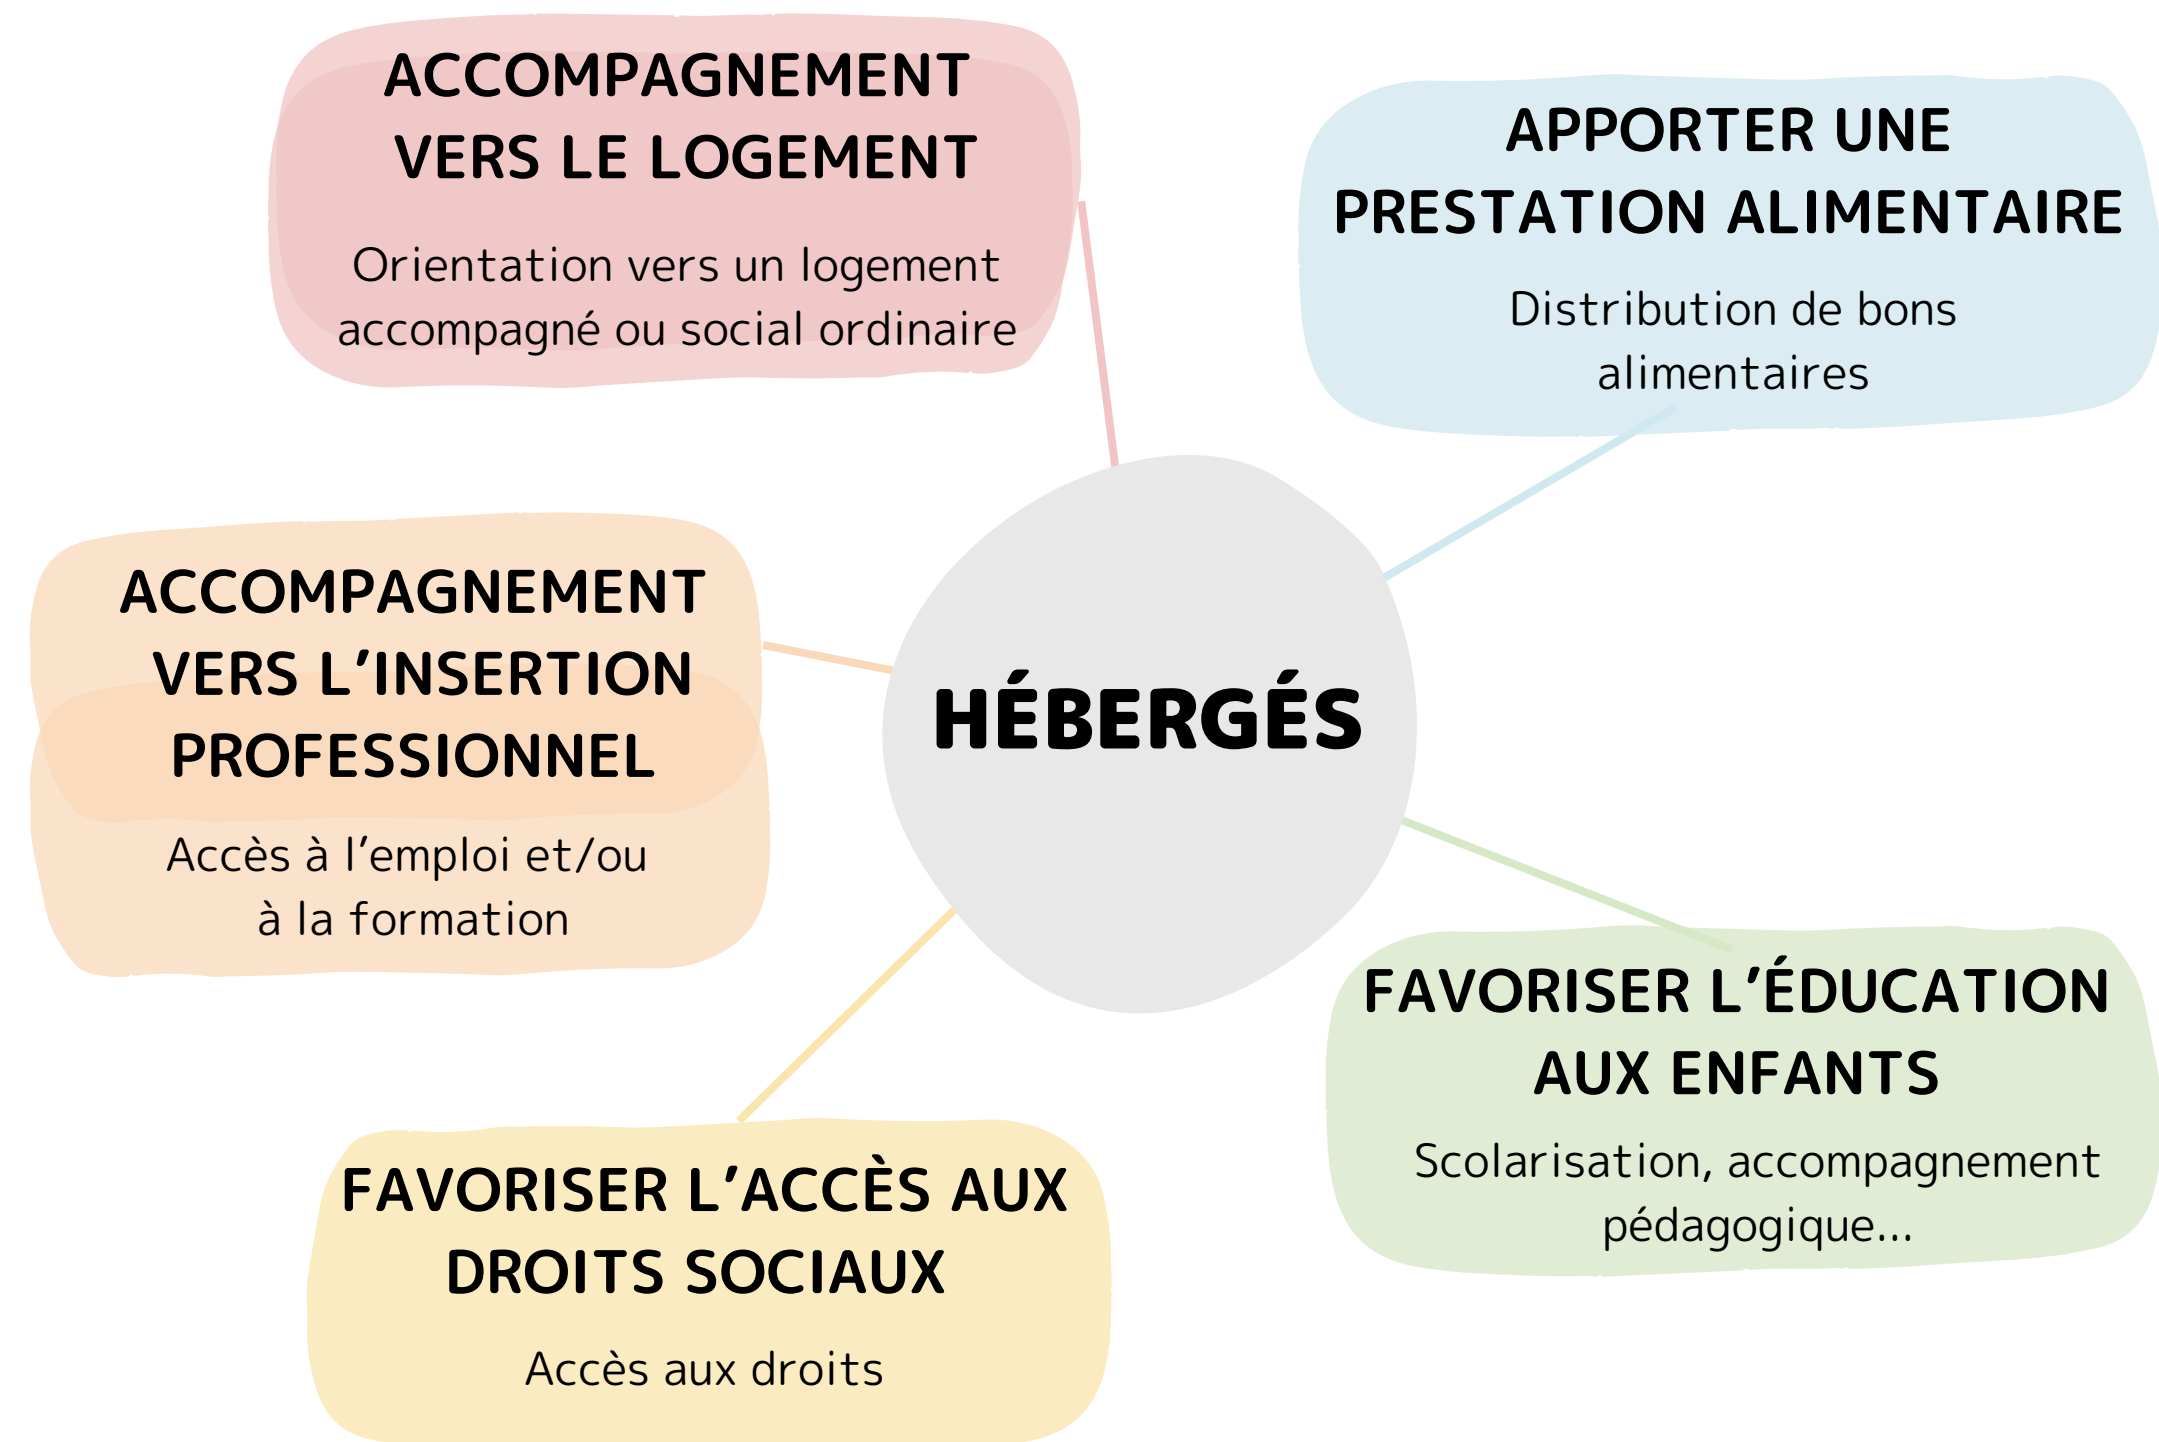 ACCOMPAGNEMENT
VERS LE LOGEMENT
Orientation vers un logement
accompagné ou social ordinaire
APPORTER UNE
PRESTATION ALIMENTAIRE
Distribution de bons
alimentaires
ACCOMPAGNEMENT
VERS L’INSERTION
PROFESSIONNEL
Accès à l’emploi et/ou
à la formation
HÉBERGÉS
FAVORISER L’ÉDUCATION
AUX ENFANTS
Scolarisation, accompagnement
pédagogique...
FAVORISER L’ACCÈS AUX
DROITS SOCIAUX
Accès aux droits